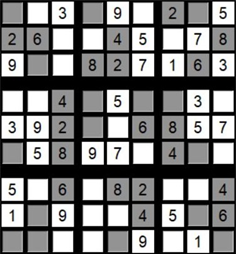 3 9 2 5
2 6 4 5 7 8
9 8 2 7 1 6 3
4 5 3
3 9 2 6 8 5 7
5 8 9 7 4
5 6 8 2 4
1 9 4 5 6
9 1